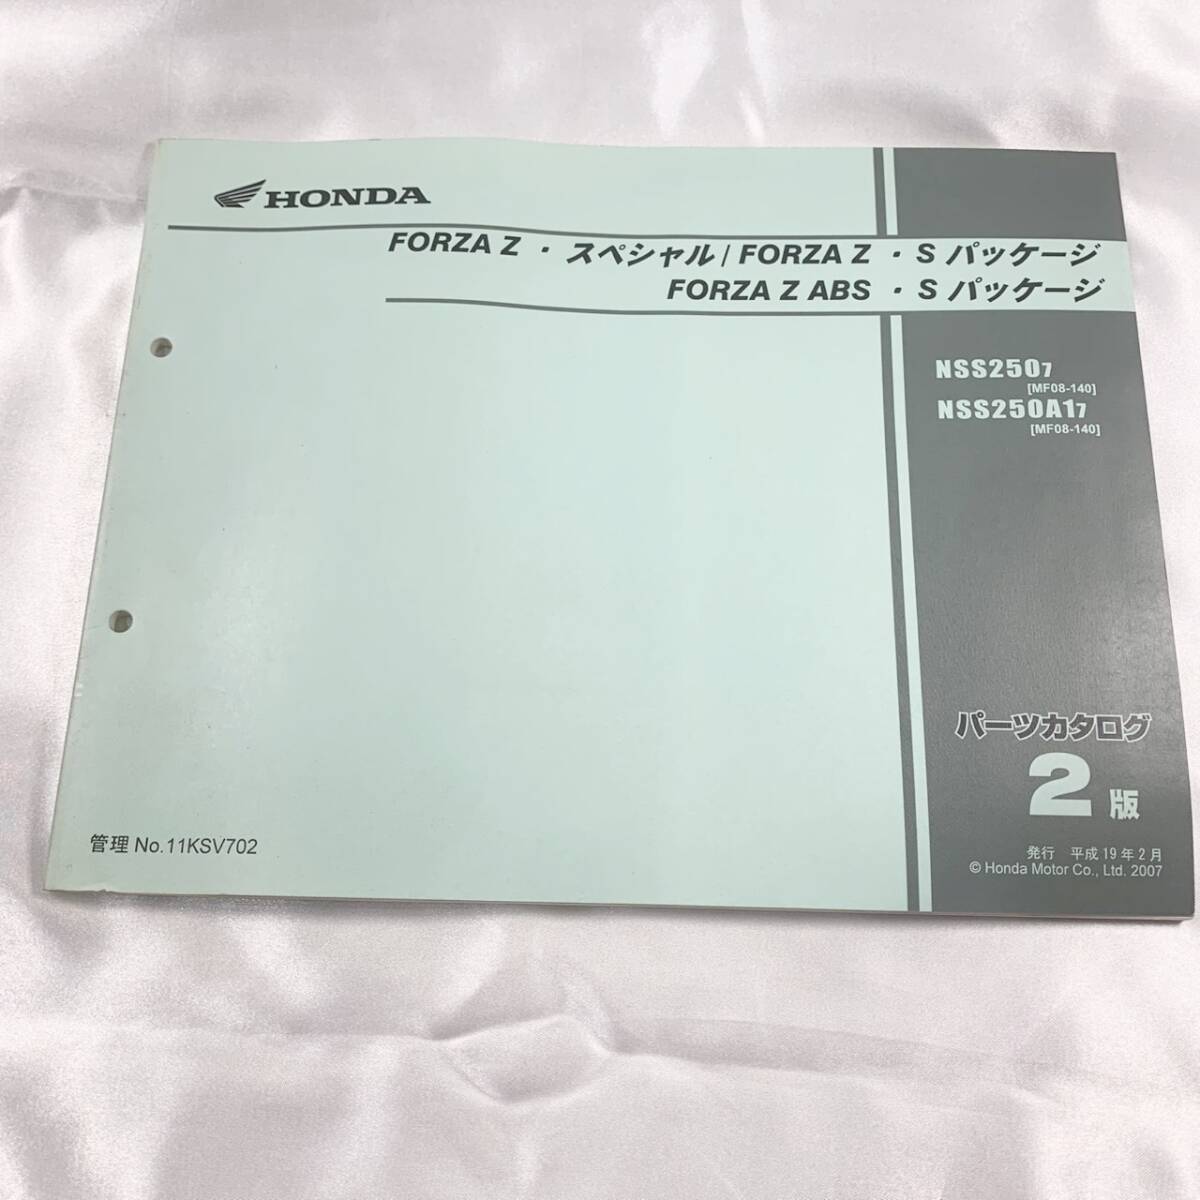 HONDA
FORZA Z ・ スペシャル / FORZA Z ・ S パッケージ
FORZA Z ABS ・ S パッケージ
NSS2507
[MF08-140]
NSS250A17
[MF08-140]
パーツカタログ
2 版
管理 No.11KSV702
発行 平成 19 年 2 月
© Honda Motor Co., Ltd. 2007